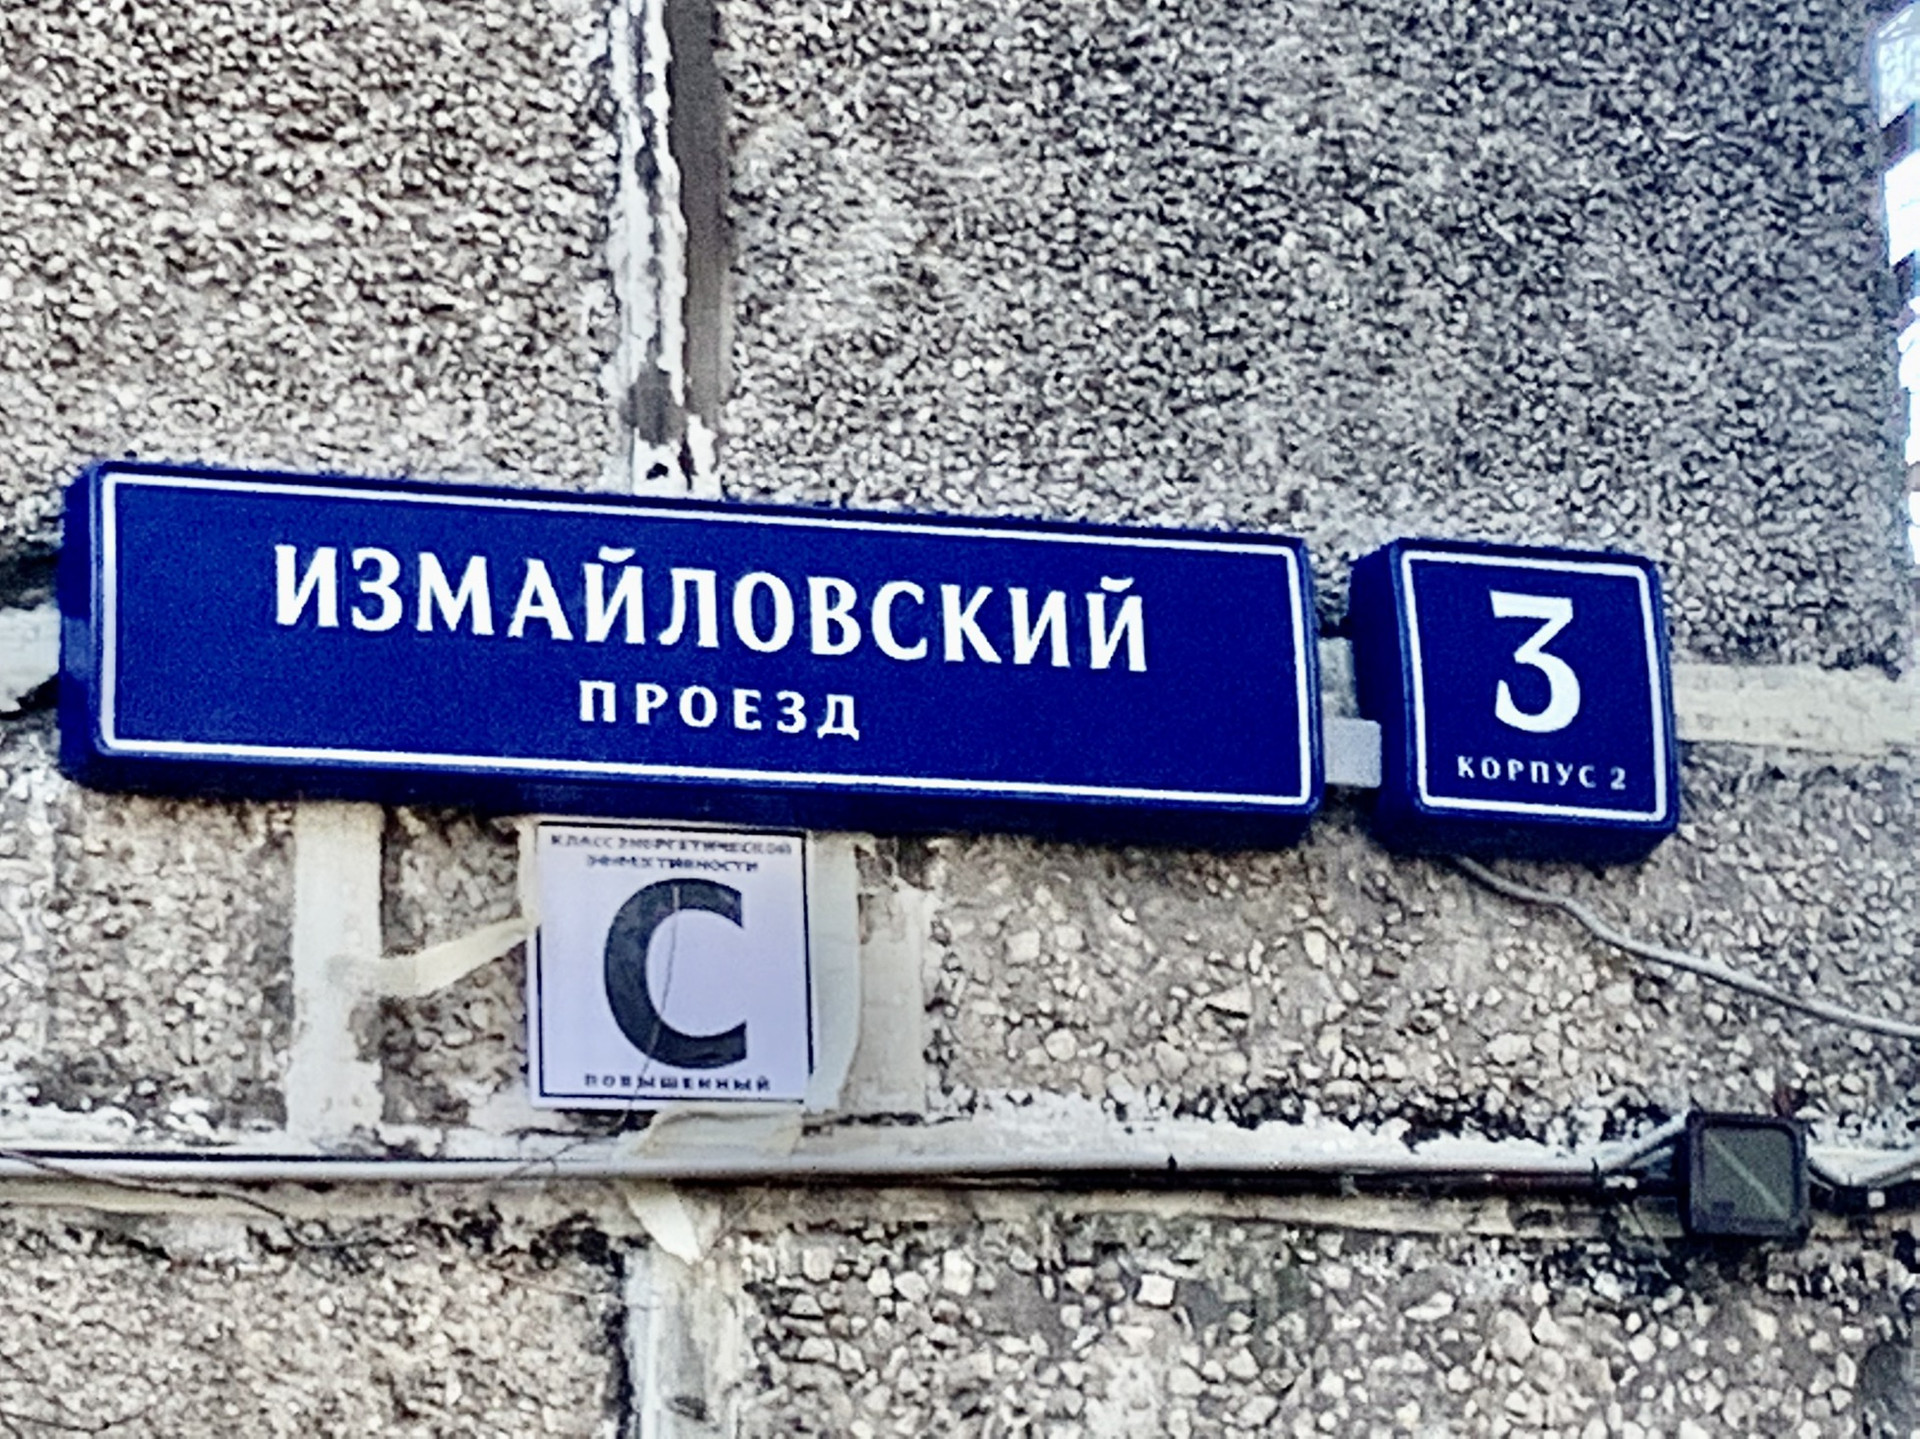 ИЗМАЙЛОВСКИЙ
ПРОЕЗД
3
КОРПУС 2
КЛАСС ЭНЕРГЕТИЧЕСКОЙ
ЭФФЕКТИВНОСТИ
C
ПОВЫШЕННЫЙ